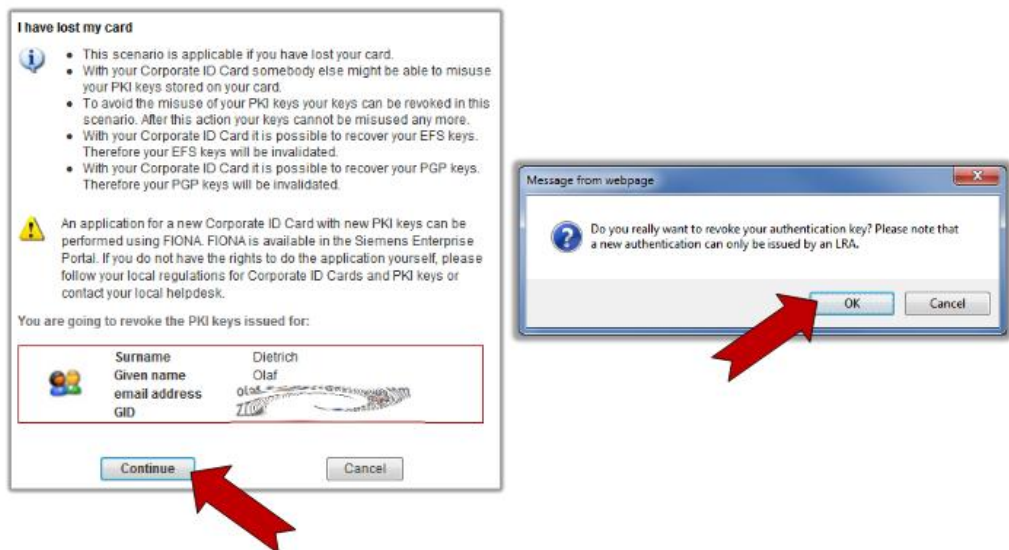 I have lost my card
• This scenario is applicable if you have lost your card.
• With your Corporate ID Card somebody else might be able to misuse
your PKI keys stored on your card.
• To avoid the misuse of your PKI keys your keys can be revoked in this
scenario. After this action your keys cannot be misused any more.
• With your Corporate ID Card it is possible to recover your EFS keys.
Therefore your EFS keys will be invalidated.
• With your Corporate ID Card it is possible to recover your PGP keys.
Therefore your PGP keys will be invalidated.
An application for a new Corporate ID Card with new PKI keys can be
performed using FIONA. FIONA is available in the Siemens Enterprise
Portal. If you do not have the rights to do the application yourself, please
follow your local regulations for Corporate ID Cards and PKI keys or
contact your local helpdesk.
You are going to revoke the PKI keys issued for:
Surname Dietrich
Given name Olaf
email address
GID
Continue Cancel
Message from webpage
Do you really want to revoke your authentication key? Please note that
a new authentication can only be issued by an LRA.
OK Cancel